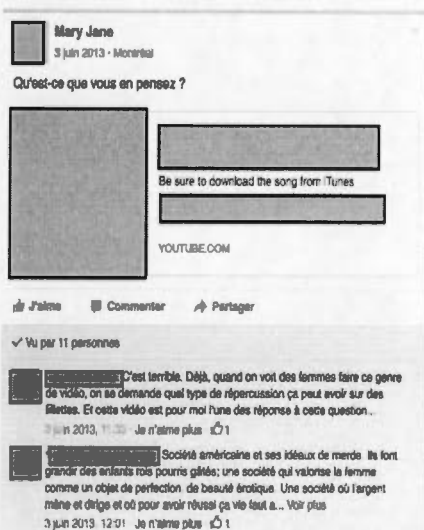 Mary Jane
3 juin 2013 · Montréal
Qu'est-ce que vous en pensez ?
Be sure to download the song from iTunes
YOUTUBE.COM
J'aime Commenter Partager
✓ Vu par 11 personnes
C'est terrible. Déjà, quand on voit des femmes faire ce genre
de vidéo, on se demande quel type de répercussion ça peut avoir sur des
fillettes. Et cette vidéo est pour moi l'une des réponse à cette question .
juin 2013, Je n'aime plus 1
Société américaine et ses idéaux de merde. Ils font
grandir des enfants rois pourris gâtés; une société qui valorise la femme
comme un objet de perfection, de beauté érotique. Une société où l'argent
mène et dirige et où pour avoir réussi ça vie faut a... Voir plus
3 juin 2013 12:01 Je n'aime plus 1